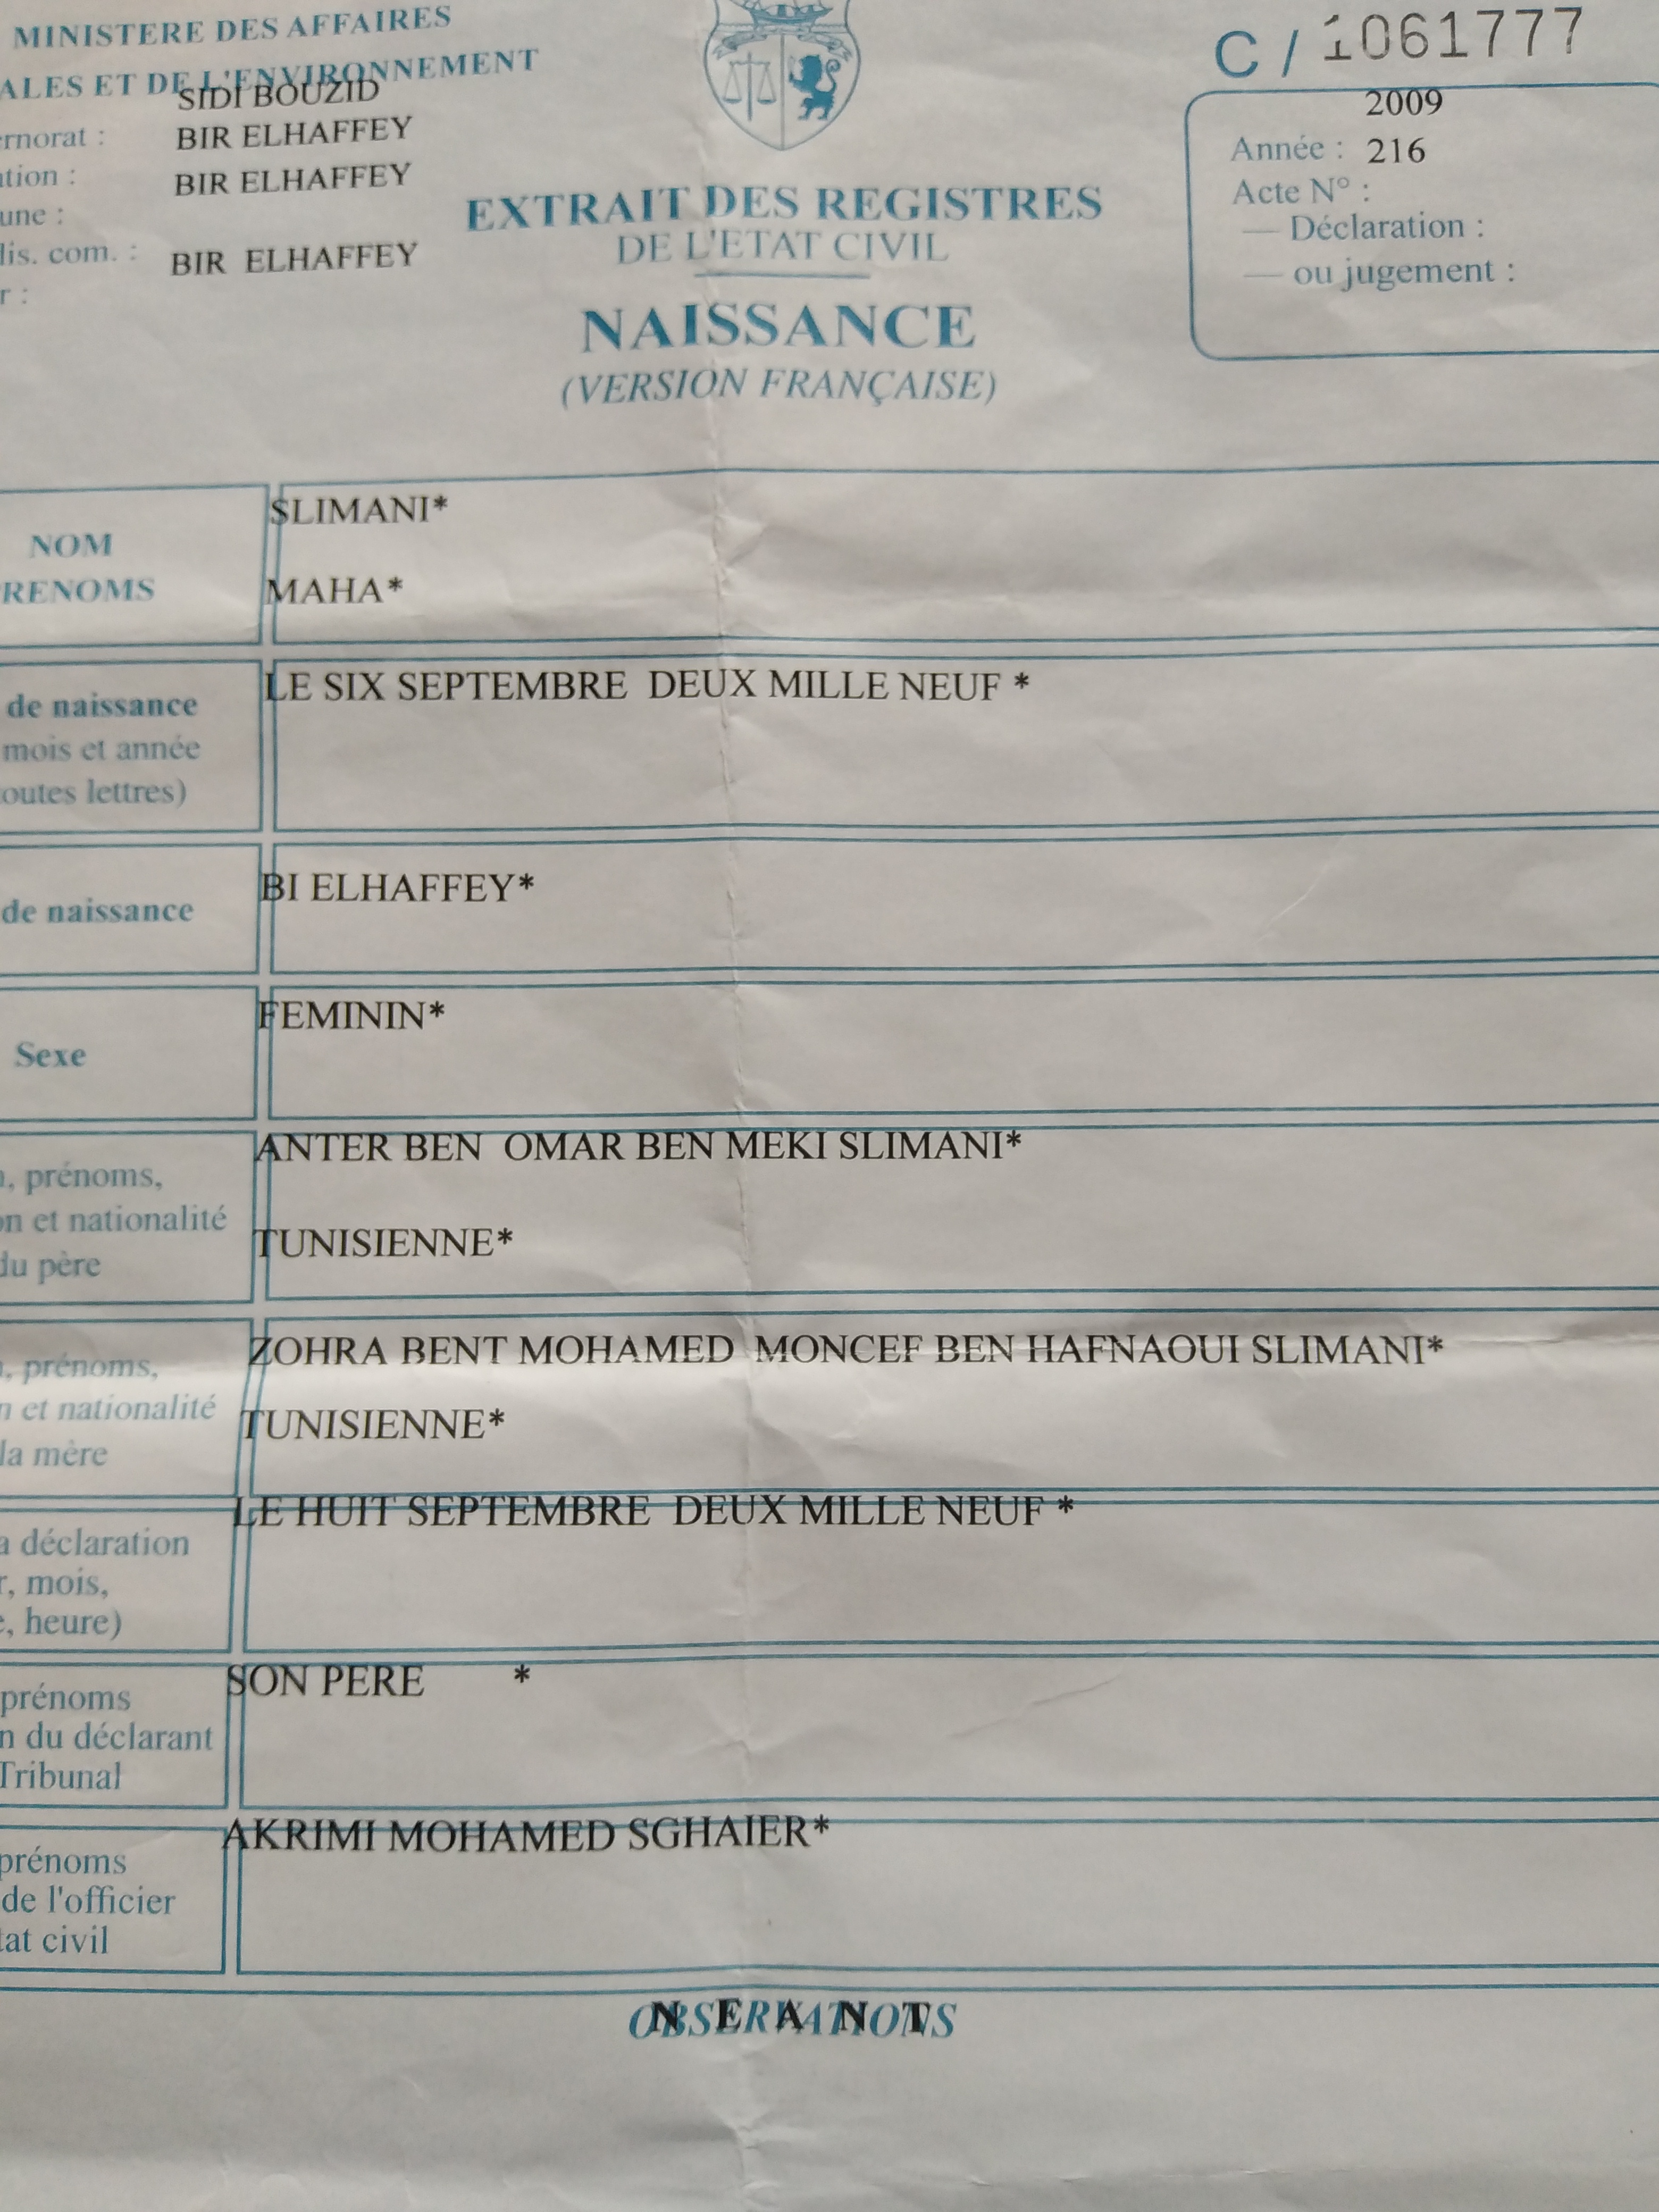 MINISTERE DES AFFAIRES
ALES ET DE L'ENVIRONNEMENT
SIDI BOUZID
ernorat :
BIR ELHAFFEY
ation :
BIR ELHAFFEY
une :
lis. com. :
BIR ELHAFFEY
r :
C / 1061777
2009
Année : 216
Acte N° :
— Déclaration :
— ou jugement :
EXTRAIT DES REGISTRES
DE L'ETAT CIVIL
NAISSANCE
(VERSION FRANÇAISE)
NOM
RENOMS
SLIMANI*
MAHA*
de naissance
mois et année
outes lettres)
LE SIX SEPTEMBRE DEUX MILLE NEUF *
de naissance
BI ELHAFFEY*
Sexe
FEMININ*
, prénoms,
on et nationalité
du père
ANTER BEN OMAR BEN MEKI SLIMANI*
TUNISIENNE*
, prénoms,
n et nationalité
la mère
ZOHRA BENT MOHAMED MONCEF BEN HAFNAOUI SLIMANI*
TUNISIENNE*
a déclaration
r, mois,
e, heure)
LE HUIT SEPTEMBRE DEUX MILLE NEUF *
prénoms
n du déclarant
Tribunal
SON PERE *
prénoms
de l'officier
tat civil
AKRIMI MOHAMED SGHAIER*
OBSERVATIONS
N E A N T